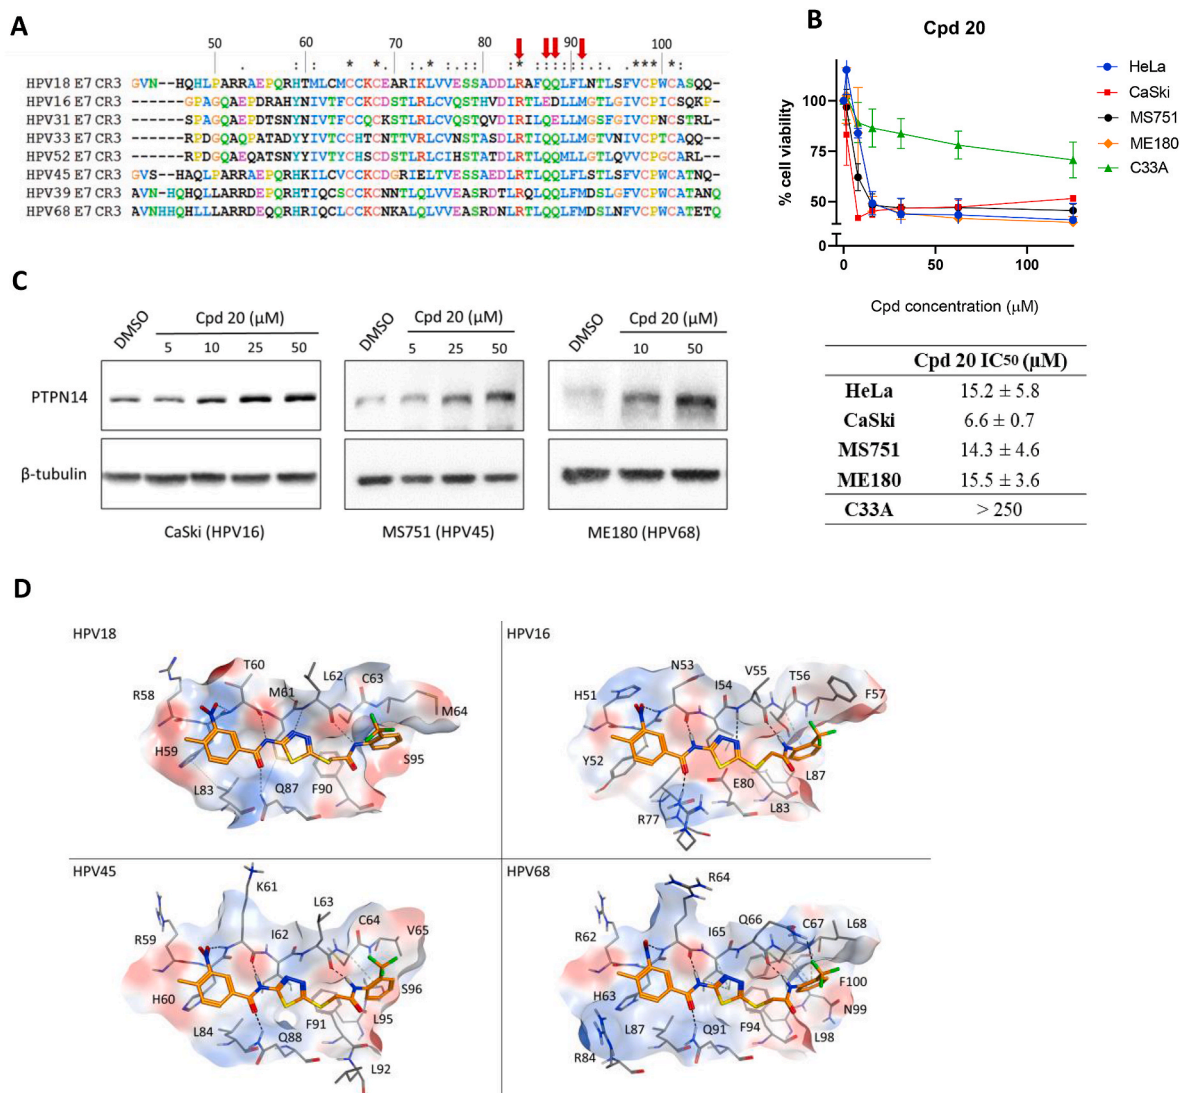 A
50 60 70 80 90 100
HPV18 E7 CR3 GVN---HQHLPARRAEPQRHTMLCMCCKCEARIKLVVESSADDLRAFQQLFLNTLSFVCPWCASQQ--
HPV16 E7 CR3 ------GPAGQAEPDRAHYNIVTFCCKCDSTLRLCVQSTHVDIRTLEDLLMGTLGIVCPICSQKP-
HPV31 E7 CR3 ------GPAGQAEPDTSNYNIVTFCCQCKSTLRLCVQSTQVDIRILQELLMGSFGIVCPNCSTRL-
HPV33 E7 CR3 ------RPDGQAQPATADYYIVTCCHTCNTTVRLCVNSTASDLRTIQQLLMGTVNIVCPTCAQQ-
HPV52 E7 CR3 ------RPDGQAEQATSNYYIVTYCHSCDSTLRLCIHSTATDLRTLQQMLLGTLQVVCPGCARL-
HPV45 E7 CR3 GVS--HAQLPARRAEPQRHKILCVCCKCDGRIELTVESSADDLRTLQQLFLSTLSFVCPWCATNQ-
HPV39 E7 CR3 AVN-HQHQLLARRDEPQRHTIQCSCCKCNNTLQLVVEASRDTLRQLQQLFMDSLGFVCPWCATANQ
HPV68 E7 CR3 AVNHHQHLLLARRDEQQRHRIQCLCCKCNKALQLVVEASRDNLRTLQQLFMDSLNFVCPWCATETQ
B
Cpd 20
% cell viability
100
75
50
0
0 50 100
Cpd concentration (µM)
HeLa
CaSki
MS751
ME180
C33A
Cpd 20 IC50 (µM)
HeLa 15.2 ± 5.8
CaSki 6.6 ± 0.7
MS751 14.3 ± 4.6
ME180 15.5 ± 3.6
C33A > 250
C
DMSO Cpd 20 (µM) DMSO Cpd 20 (µM) DMSO Cpd 20 (µM)
5 10 25 50 5 25 50 10 50
PTPN14
β-tubulin
CaSki (HPV16) MS751 (HPV45) ME180 (HPV68)
D
HPV18
T60
L62
C63
R58
M61
M64
H59
S95
L83
Q87
F90
HPV16
N53
V55
T56
H51
I54
F57
Y52
L87
E80
L83
R77
HPV45
K61
L63
C64
R59
I62
V65
H60
S96
L84
Q88
F91
L95
L92
HPV68
R64
Q66
C67
L68
R62
I65
F100
H63
N99
L87
Q91
F94
L98
R84